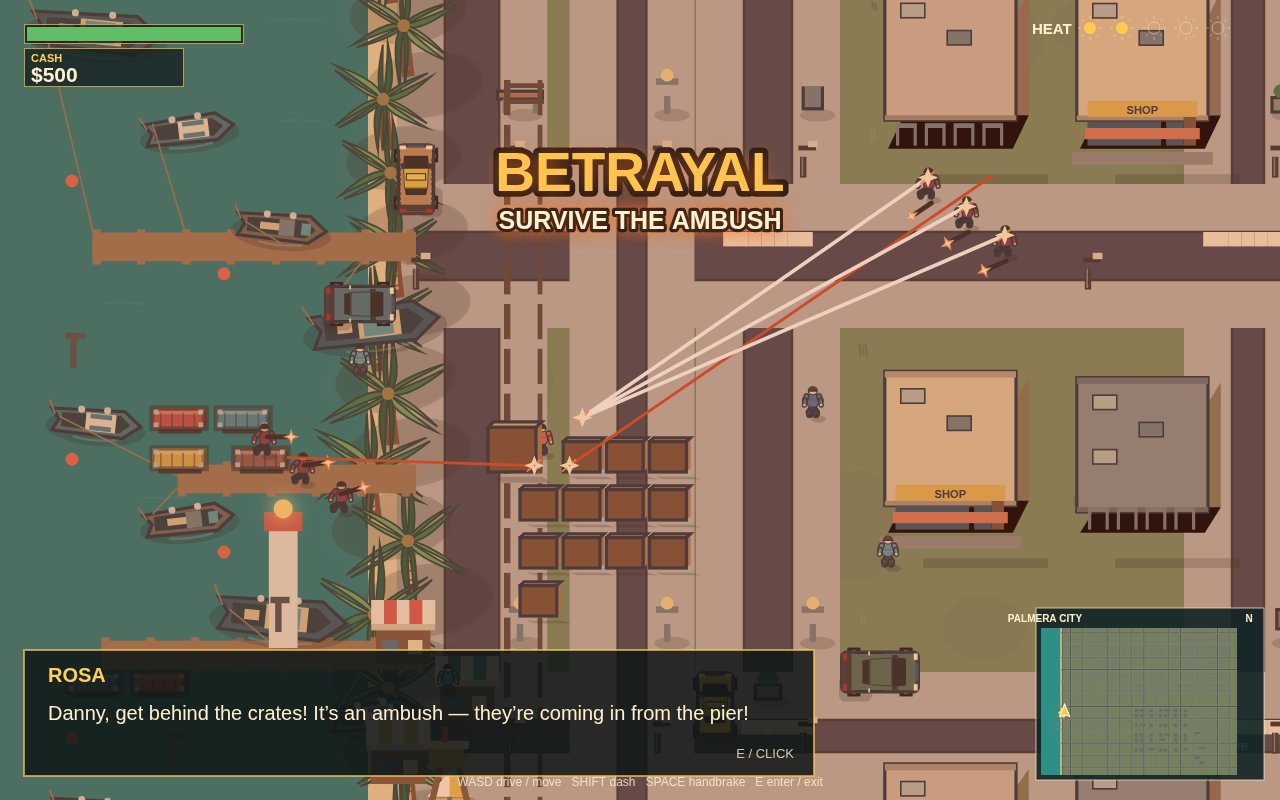 CASH
$500
HEAT
SHOP
BETRAYAL
SURVIVE THE AMBUSH
SHOP
PALMERA CITY
N
ROSA
Danny, get behind the crates! It’s an ambush — they’re coming in from the pier!
E / CLICK
WASD drive / move SHIFT dash SPACE handbrake E enter / exit